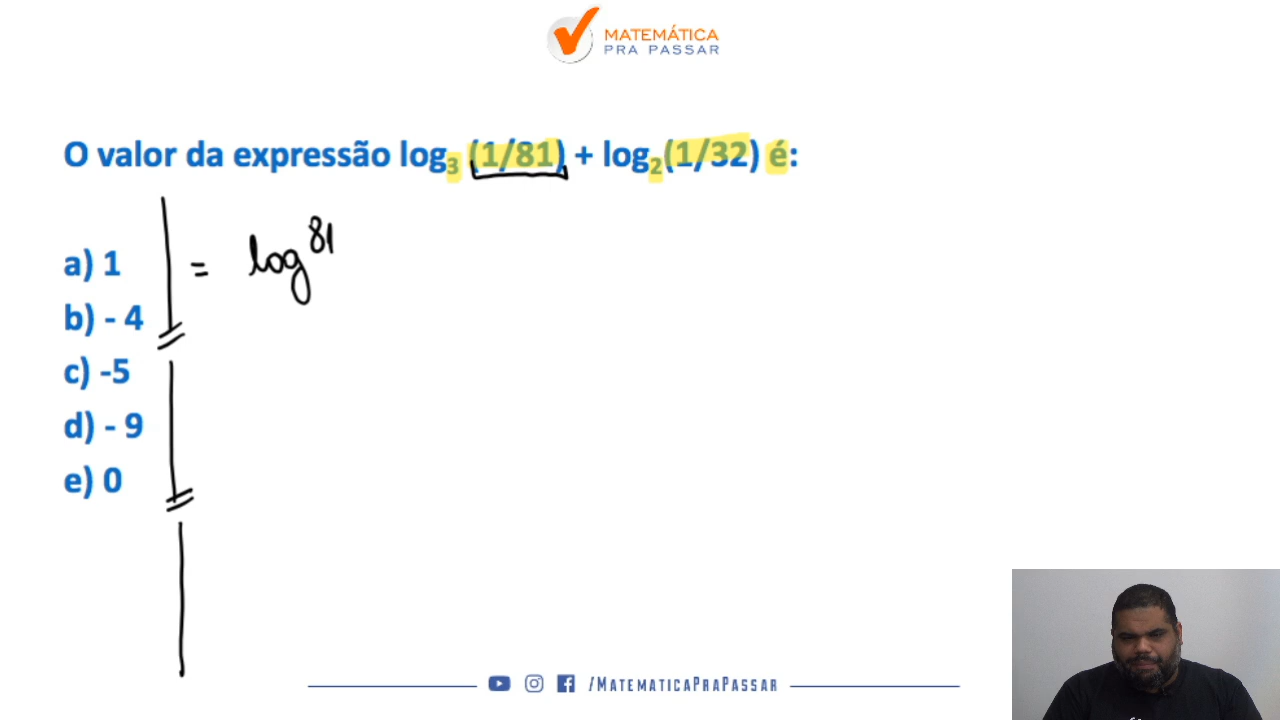 MATEMÁTICA
PRA PASSAR
O valor da expressão log₃ (1/81) + log₂(1/32) é:
a) 1
= log 81
b) - 4
c) -5
d) - 9
e) 0
/MATEMATICAPRAPASSAR